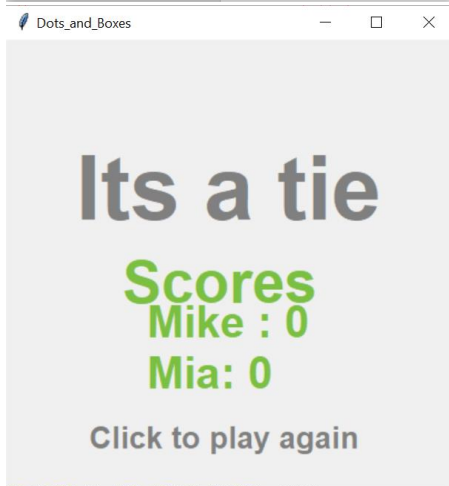 Dots_and_Boxes
Its a tie
Scores
Mike : 0
Mia: 0
Click to play again